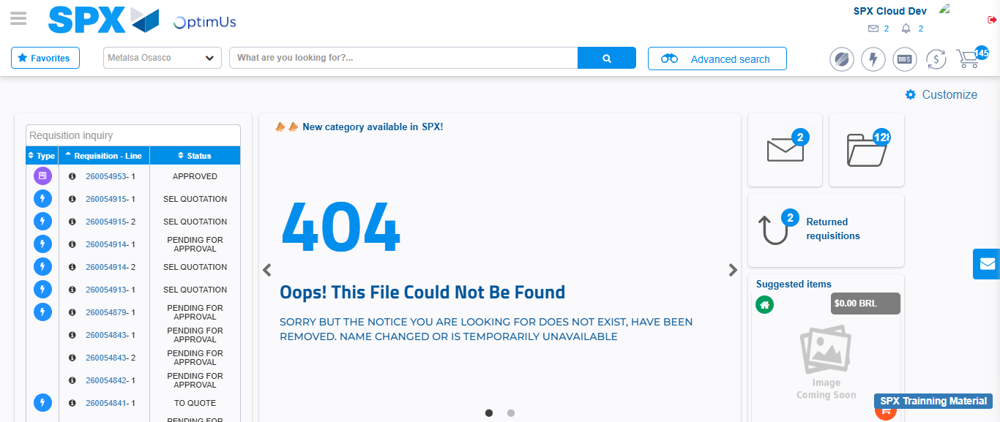 SPX OptimUs
SPX Cloud Dev
2 2
Favorites
Metalsa Osasco
What are you looking for?...
Advanced search
145
Customize
Requisition inquiry
Type Requisition - Line Status
260054953- 1 APPROVED
260054915- 1 SEL QUOTATION
260054915- 2 SEL QUOTATION
260054914- 1 PENDING FOR
APPROVAL
260054914- 2 SEL QUOTATION
260054913- 1 SEL QUOTATION
260054879- 1 PENDING FOR
APPROVAL
260054843- 1 PENDING FOR
APPROVAL
260054843- 2 PENDING FOR
APPROVAL
260054842- 1 PENDING FOR
APPROVAL
260054841- 1 TO QUOTE
PENDING FOR
New category available in SPX!
404
Oops! This File Could Not Be Found
SORRY BUT THE NOTICE YOU ARE LOOKING FOR DOES NOT EXIST, HAVE BEEN
REMOVED. NAME CHANGED OR IS TEMPORARILY UNAVAILABLE
2
2
Returned
requisitions
Suggested items
$0.00 BRL
Image
Coming Soon
SPX Trainning Material